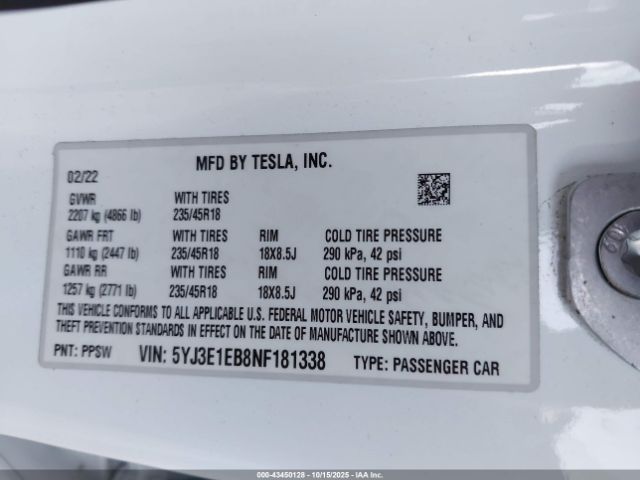 MFD BY TESLA, INC.
02/22
GVWR WITH TIRES
2207 kg (4866 lb) 235/45R18
GAWR FRT WITH TIRES RIM COLD TIRE PRESSURE
1110 kg (2447 lb) 235/45R18 18X8.5J 290 kPa, 42 psi
GAWR RR WITH TIRES RIM COLD TIRE PRESSURE
1257 kg (2771 lb) 235/45R18 18X8.5J 290 kPa, 42 psi
THIS VEHICLE CONFORMS TO ALL APPLICABLE U.S. FEDERAL MOTOR VEHICLE SAFETY, BUMPER, AND
THEFT PREVENTION STANDARDS IN EFFECT ON THE DATE OF MANUFACTURE SHOWN ABOVE.
PNT: PPSW VIN: 5YJ3E1EB8NF181338 TYPE: PASSENGER CAR
000-43450128 - 10/15/2025 - IAAI.COM